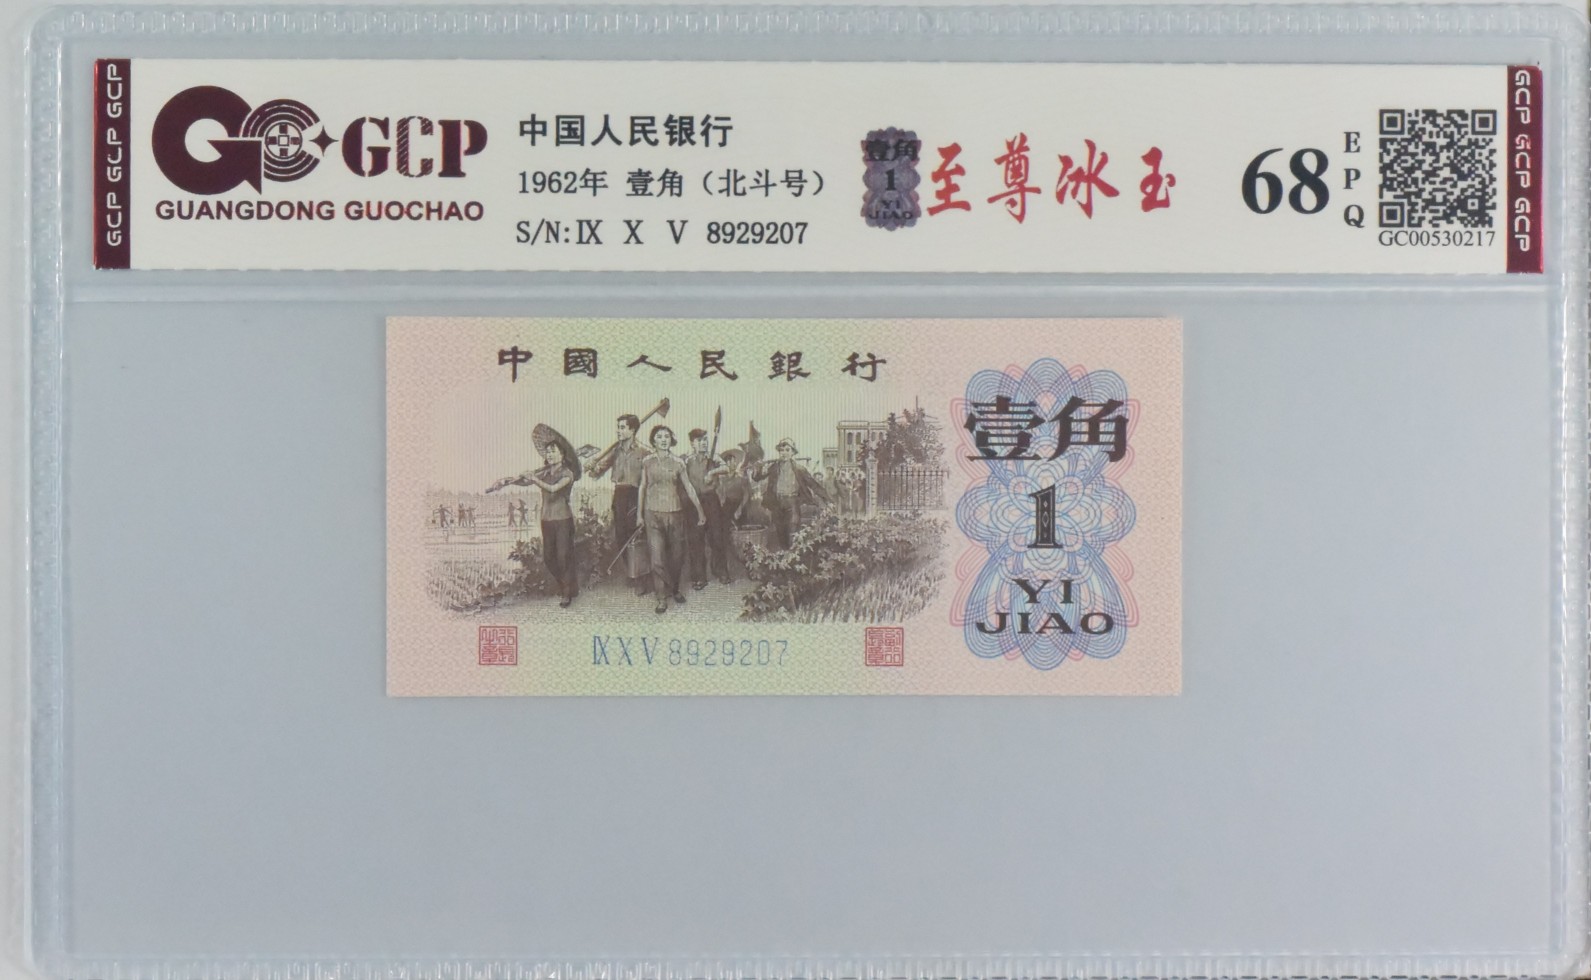 GCP GCP GCP
GCP
GUANGDONG GUOCHAO
中国人民银行
1962年 壹角（北斗号）
S/N:Ⅸ X V 8929207
壹角
1
YI
JIAO
至尊冰玉
68
E
P
Q
GC00530217
GCP GCP GCP
中國人民銀行
壹角
1
YI
JIAO
ⅨXV8929207